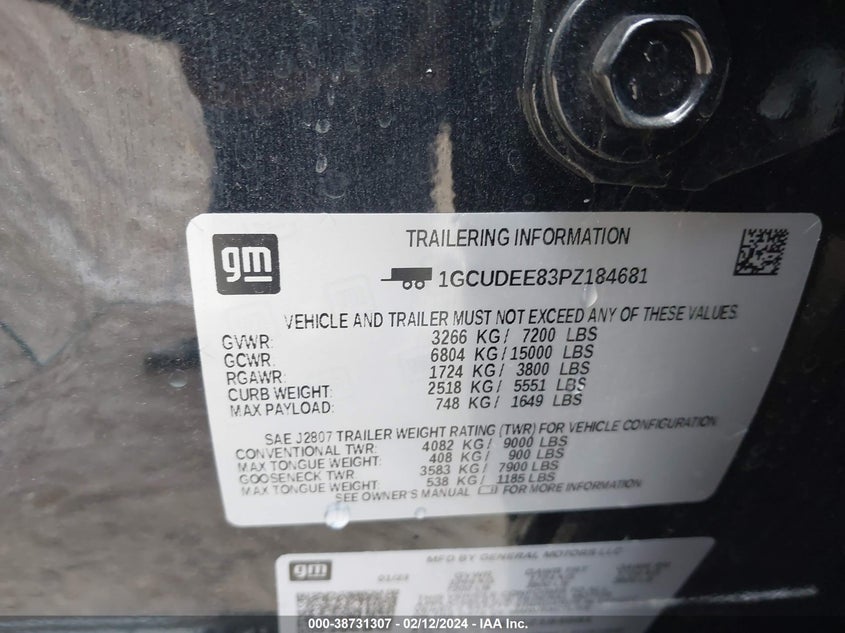 gm
TRAILERING INFORMATION
1GCUDEE83PZ184681
VEHICLE AND TRAILER MUST NOT EXCEED ANY OF THESE VALUES
GVWR: 3266 KG/ 7200 LBS
GCWR: 6804 KG/15000 LBS
RGAWR: 1724 KG/ 3800 LBS
CURB WEIGHT: 2518 KG/ 5551 LBS
MAX PAYLOAD: 748 KG/ 1649 LBS
SAE J2807 TRAILER WEIGHT RATING (TWR) FOR VEHICLE CONFIGURATION
CONVENTIONAL TWR: 4082 KG/ 9000 LBS
MAX TONGUE WEIGHT: 408 KG/ 900 LBS
GOOSENECK TWR 3583 KG/ 7900 LBS
MAX TONGUE WEIGHT: 538 KG/ 1185 LBS
SEE OWNER'S MANUAL FOR MORE INFORMATION
gm
MFD BY GENERAL MOTORS LLC
01/23 GVWR GAWR FRT
000-38731307 - 02/12/2024 - IAA Inc.